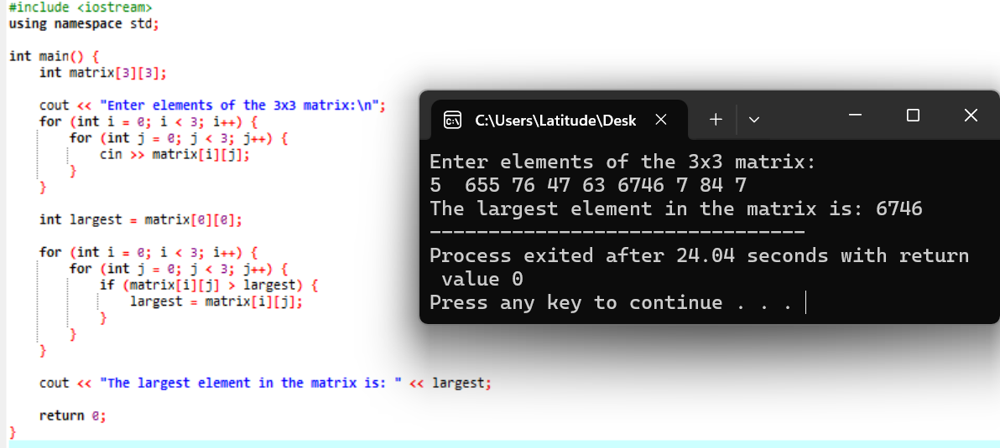 #include <iostream>
using namespace std;
int main() {
    int matrix[3][3];
    cout << "Enter elements of the 3x3 matrix:\n";
    for (int i = 0; i < 3; i++) {
        for (int j = 0; j < 3; j++) {
            cin >> matrix[i][j];
        }
    }
    int largest = matrix[0][0];
    for (int i = 0; i < 3; i++) {
        for (int j = 0; j < 3; j++) {
            if (matrix[i][j] > largest) {
                largest = matrix[i][j];
            }
        }
    }
    cout << "The largest element in the matrix is: " << largest;
    return 0;
}
C:\Users\Latitude\Desk
Enter elements of the 3x3 matrix:
5  655 76 47 63 6746 7 84 7
The largest element in the matrix is: 6746
--------------------------------
Process exited after 24.04 seconds with return
 value 0
Press any key to continue . . .